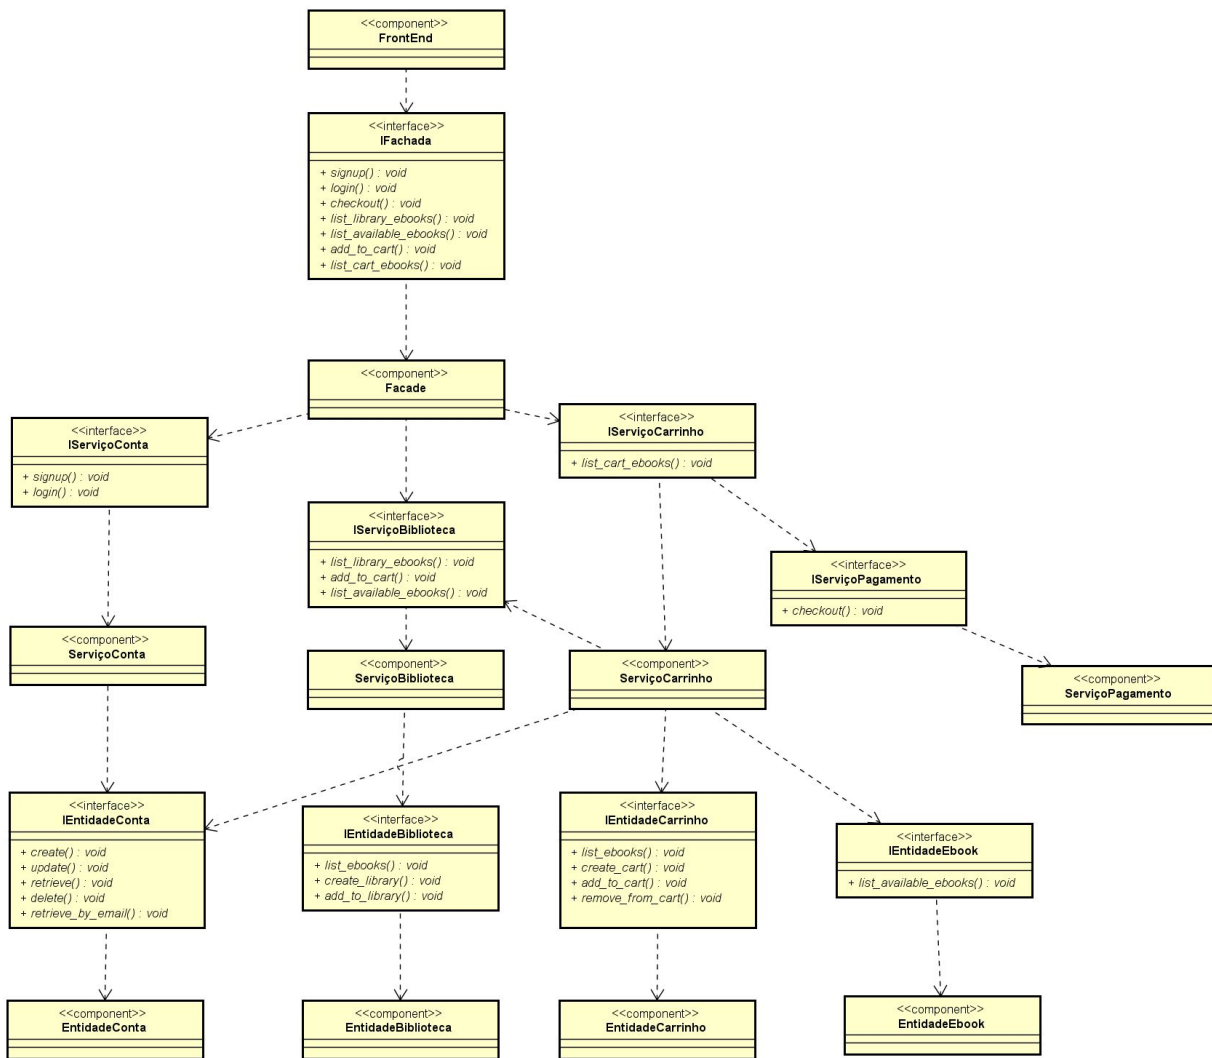 <<component>>
FrontEnd
<<interface>>
IFachada
+ signup() : void
+ login() : void
+ checkout() : void
+ list_library_ebooks() : void
+ list_available_ebooks() : void
+ add_to_cart() : void
+ list_cart_ebooks() : void
<<component>>
Facade
<<interface>>
IServiçoConta
+ signup() : void
+ login() : void
<<interface>>
IServiçoCarrinho
+ list_cart_ebooks() : void
<<interface>>
IServiçoBiblioteca
+ list_library_ebooks() : void
+ add_to_cart() : void
+ list_available_ebooks() : void
<<interface>>
IServiçoPagamento
+ checkout() : void
<<component>>
ServiçoConta
<<component>>
ServiçoBiblioteca
<<component>>
ServiçoCarrinho
<<component>>
ServiçoPagamento
<<interface>>
IEntidadeConta
+ create() : void
+ update() : void
+ retrieve() : void
+ delete() : void
+ retrieve_by_email() : void
<<interface>>
IEntidadeBiblioteca
+ list_ebooks() : void
+ create_library() : void
+ add_to_library() : void
<<interface>>
IEntidadeCarrinho
+ list_ebooks() : void
+ create_cart() : void
+ add_to_cart() : void
+ remove_from_cart() : void
<<interface>>
IEntidadeEbook
+ list_available_ebooks() : void
<<component>>
EntidadeConta
<<component>>
EntidadeBiblioteca
<<component>>
EntidadeCarrinho
<<component>>
EntidadeEbook